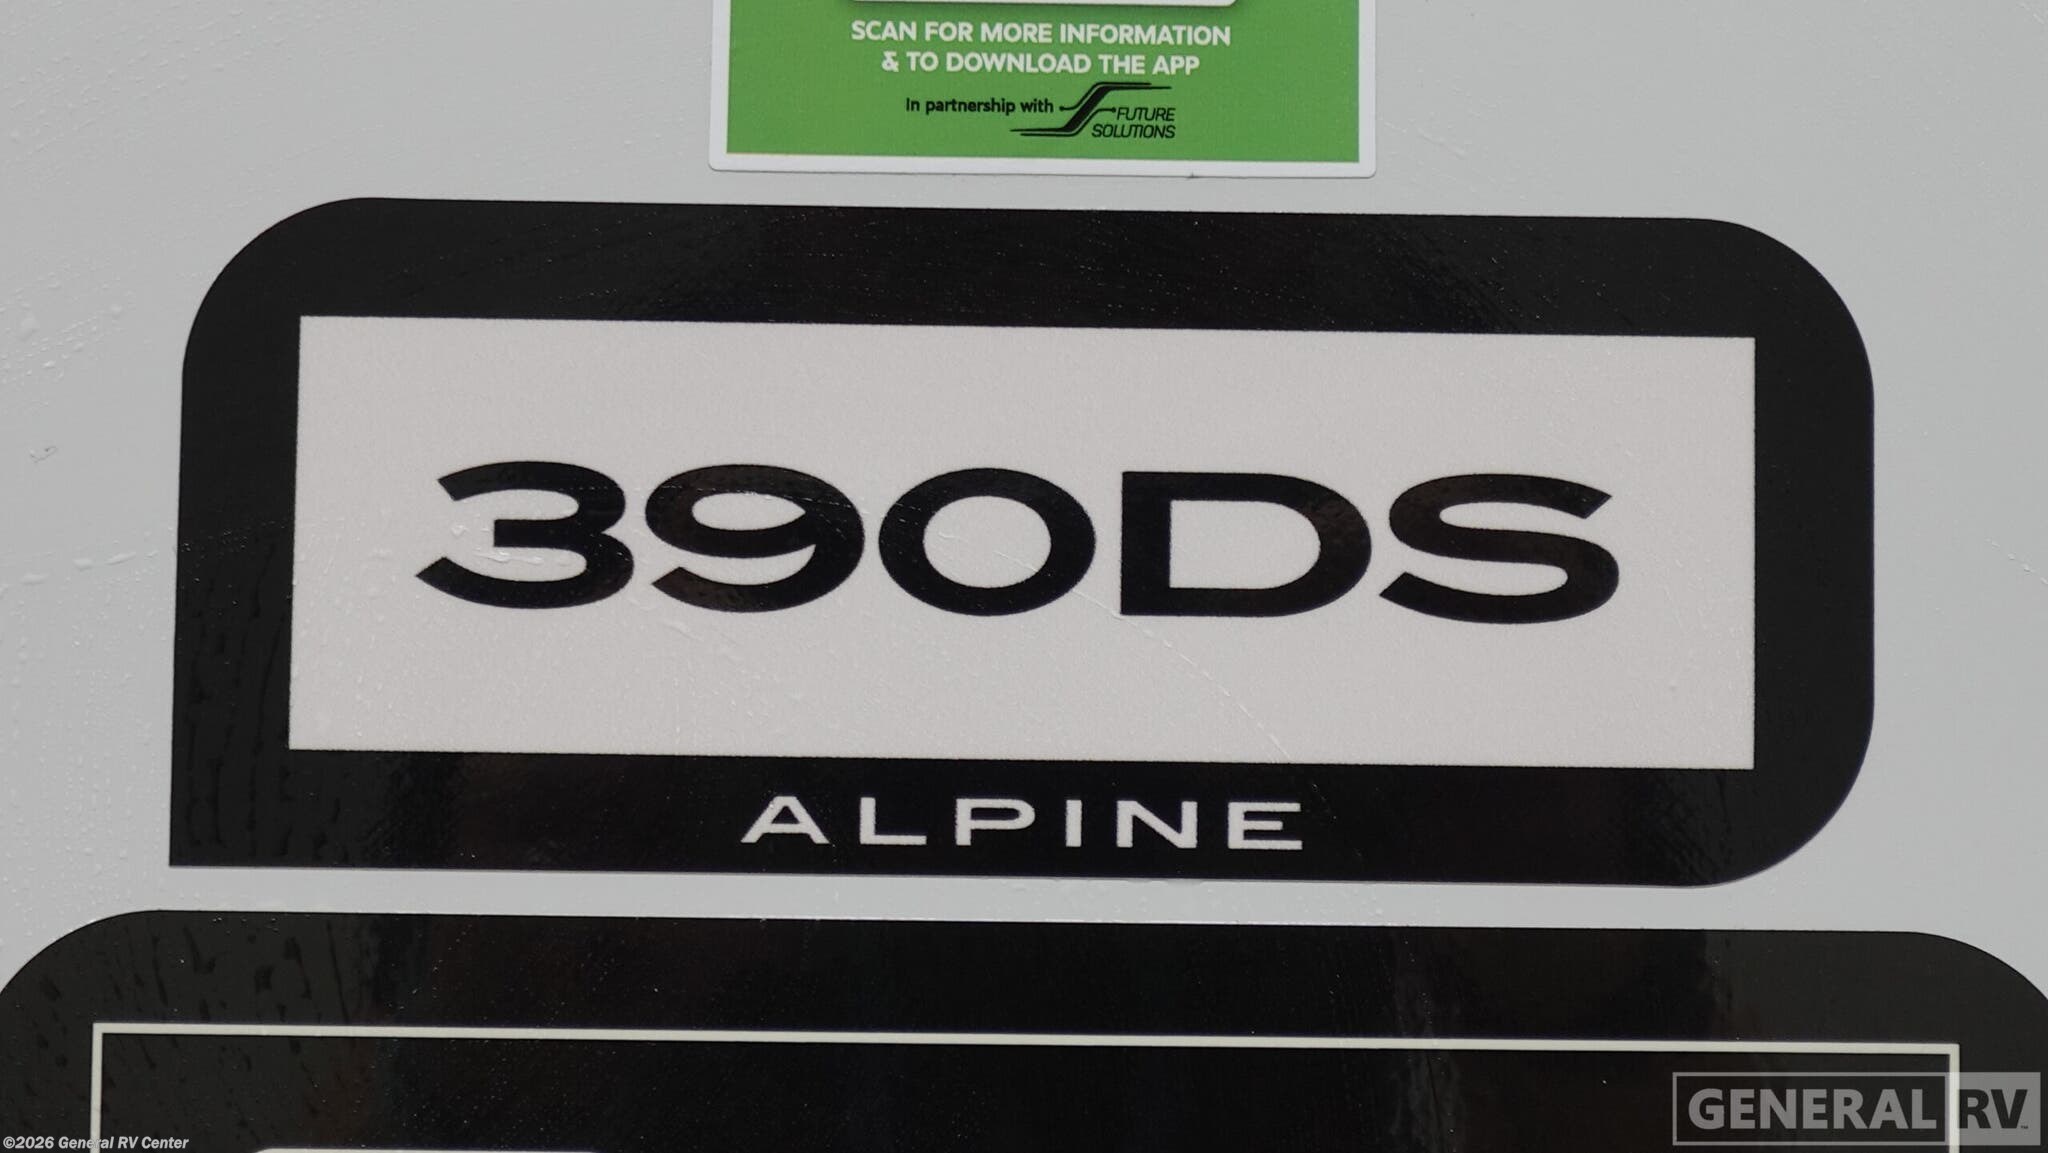 SCAN FOR MORE INFORMATION
& TO DOWNLOAD THE APP
In partnership with FUTURE SOLUTIONS
390DS
ALPINE
GENERAL RV™
©2026 General RV Center